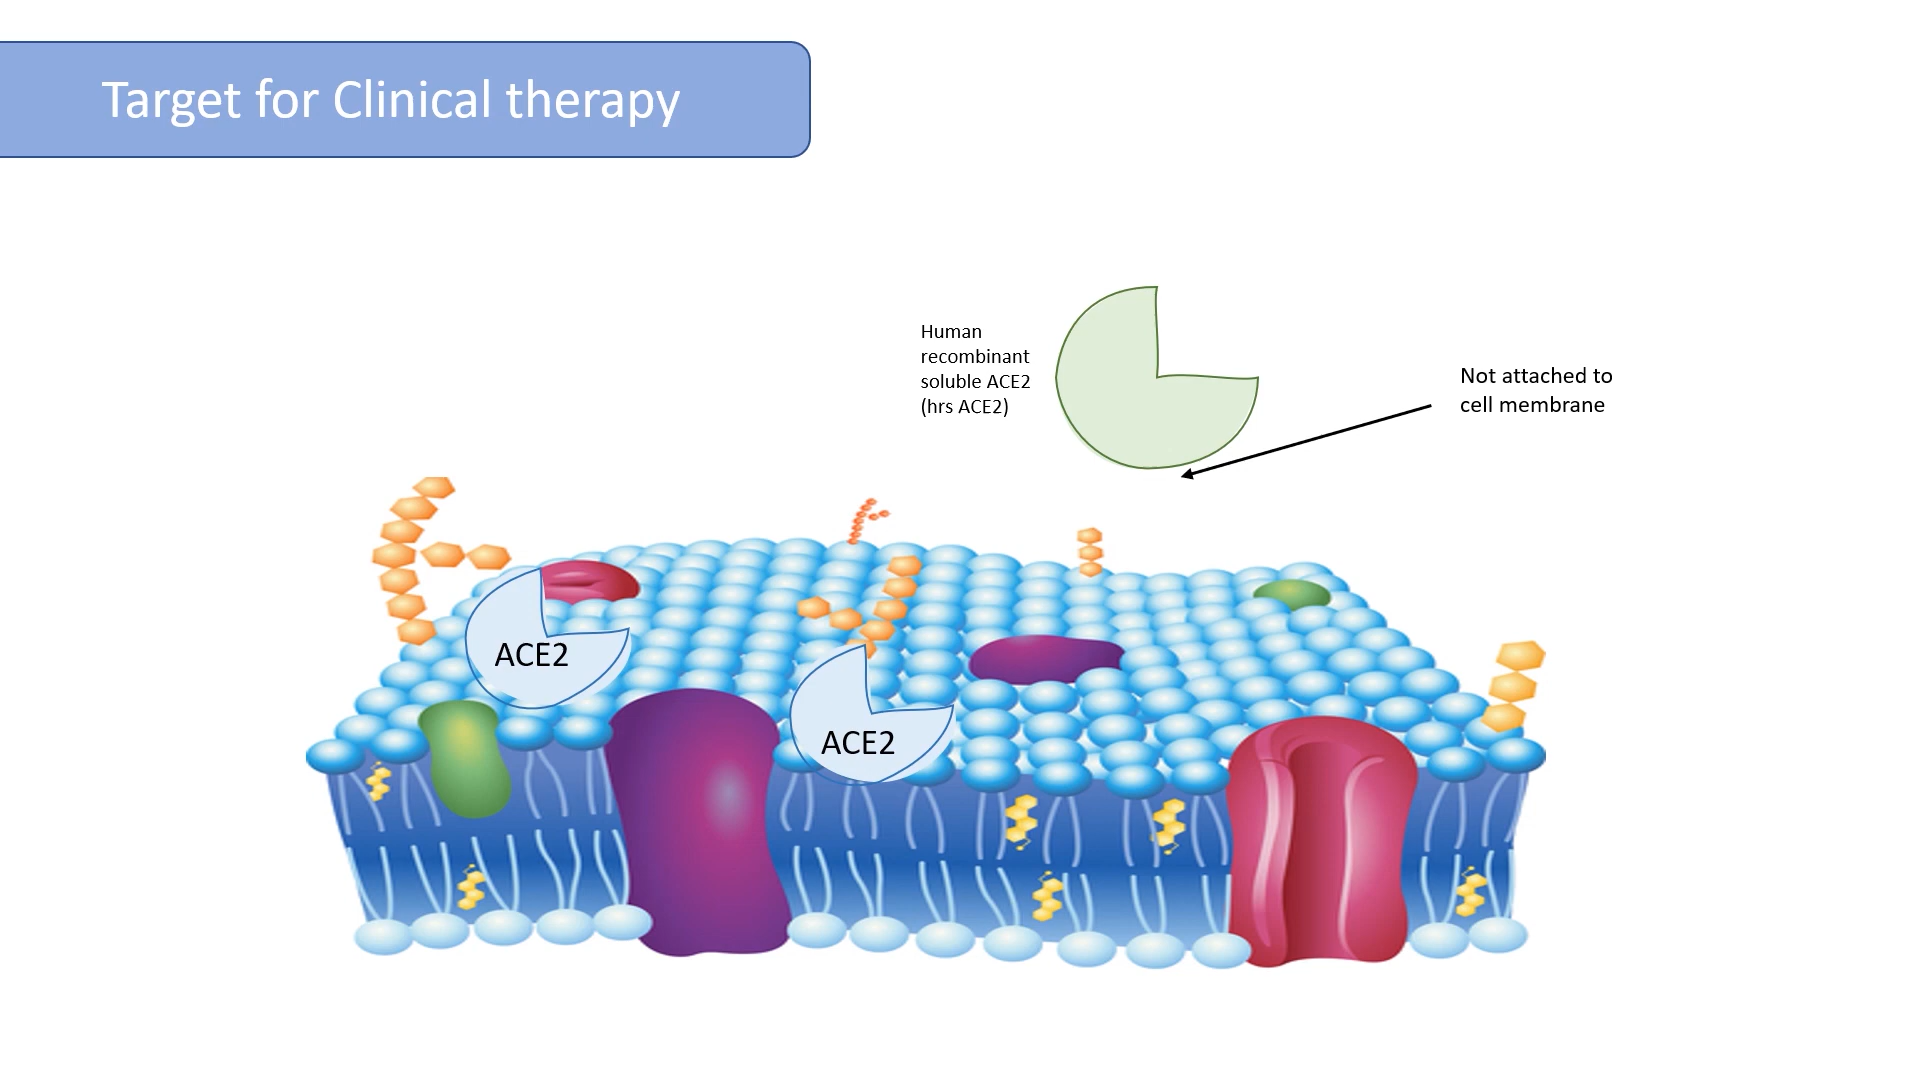 Target for Clinical therapy
Human
recombinant
soluble ACE2
(hrs ACE2)
Not attached to
cell membrane
ACE2
ACE2